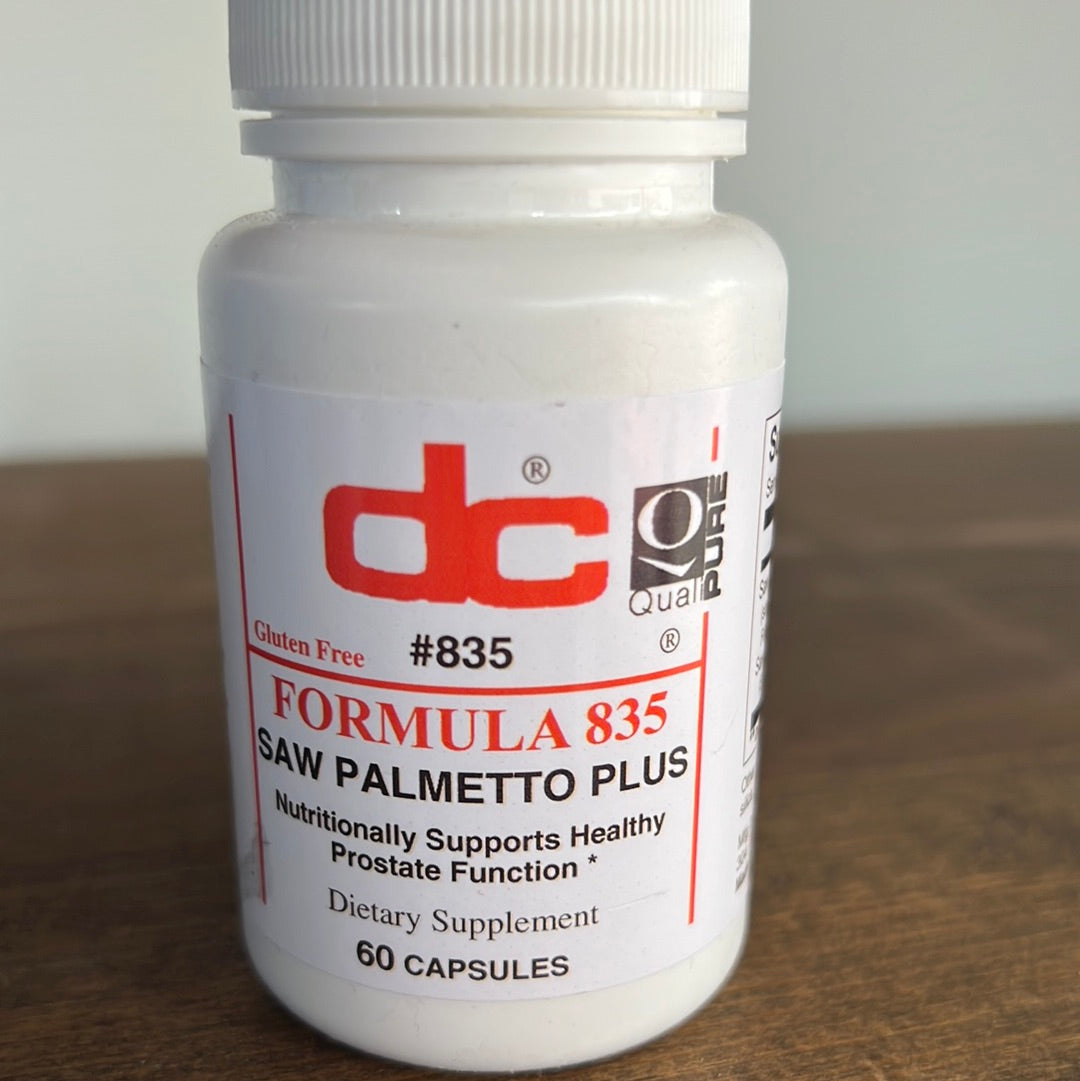 dc®
Q
Quali
PURE
®
Gluten Free
#835
FORMULA 835
SAW PALMETTO PLUS
Nutritionally Supports Healthy
Prostate Function *
Dietary Supplement
60 CAPSULES